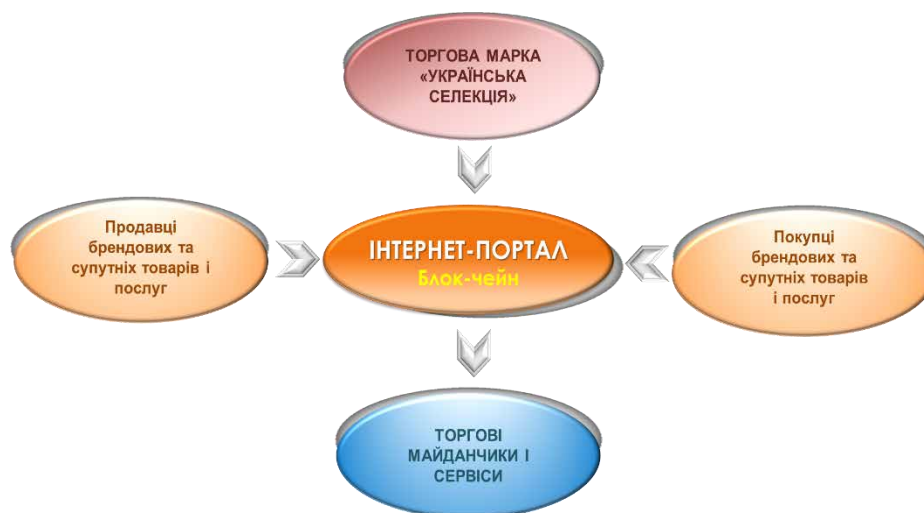 ТОРГОВА МАРКА
«УКРАЇНСЬКА
СЕЛЕКЦІЯ»
Продавці
брендових та
супутніх товарів і
послуг
ІНТЕРНЕТ-ПОРТАЛ
Блок-чейн
Покупці
брендових та
супутніх товарів
і послуг
ТОРГОВІ
МАЙДАНЧИКИ І
СЕРВІСИ